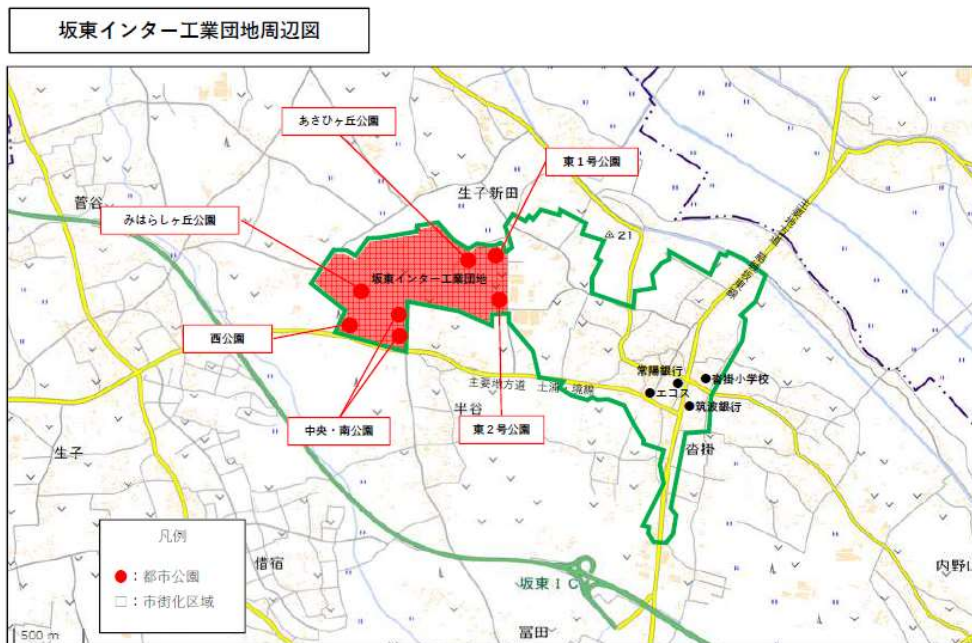 坂東インター工業団地周辺図
あさひヶ丘公園
東1号公園
生子新田
菅谷
みはらしヶ丘公園
21
坂東インター工業団地
西公園
常陽銀行
沓掛小学校
主要地方道 土浦・境線
エコス
筑波銀行
半谷
中央・南公園
東2号公園
沓掛
生子
凡例
借宿
:都市公園
坂東IC
内野山
:市街化区域
500 m
冨田